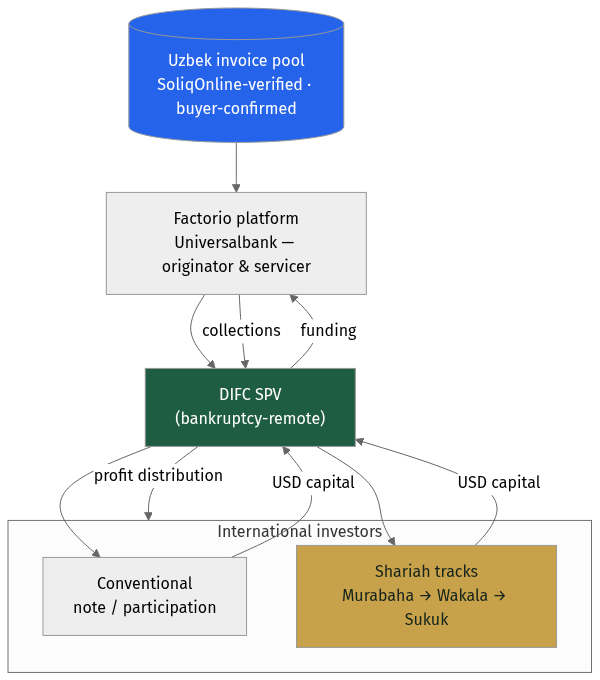 Uzbek invoice pool
SoliqOnline-verified ·
buyer-confirmed
Factorio platform
Universalbank —
originator & servicer
collections
funding
DIFC SPV
(bankruptcy-remote)
profit distribution
USD capital
USD capital
International investors
Conventional
note / participation
Shariah tracks
Murabaha → Wakala →
Sukuk